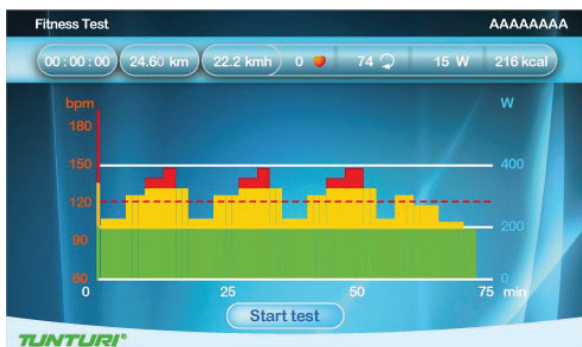 Fitness Test AAAAAAAA
00 : 00 : 00 24.60 km 22.2 kmh 0 74 15 W 216 kcal
bpm W
180
150 400
120
90 200
60 0
0 25 50 75 min
Start test
TUNTURI®